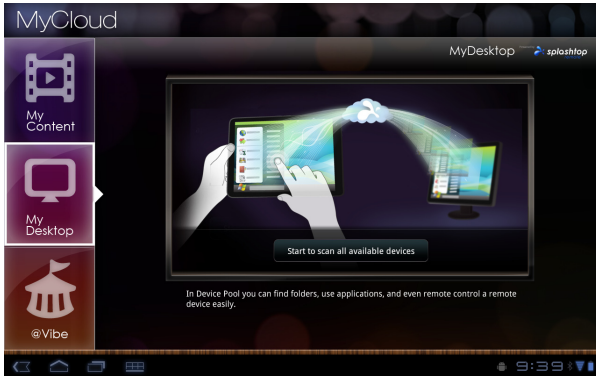 MyCloud
MyDesktop splashtop
My
Content
My
Desktop
@Vibe
Start to scan all available devices
In Device Pool you can find folders, use applications, and even remote control a remote
device easily.
9:39